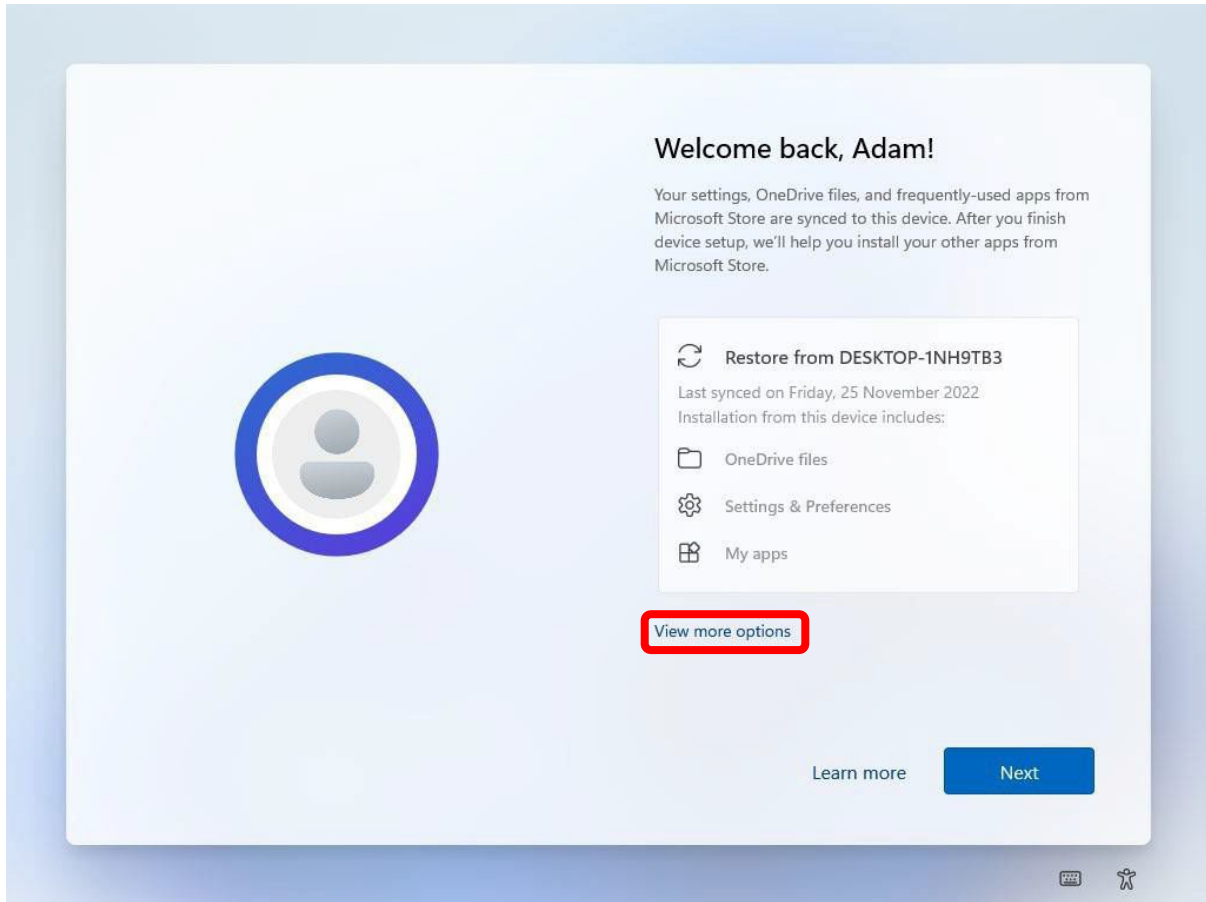 Welcome back, Adam!
Your settings, OneDrive files, and frequently-used apps from
Microsoft Store are synced to this device. After you finish
device setup, we'll help you install your other apps from
Microsoft Store.
Restore from DESKTOP-1NH9TB3
Last synced on Friday, 25 November 2022
Installation from this device includes:
OneDrive files
Settings & Preferences
My apps
View more options
Learn more
Next